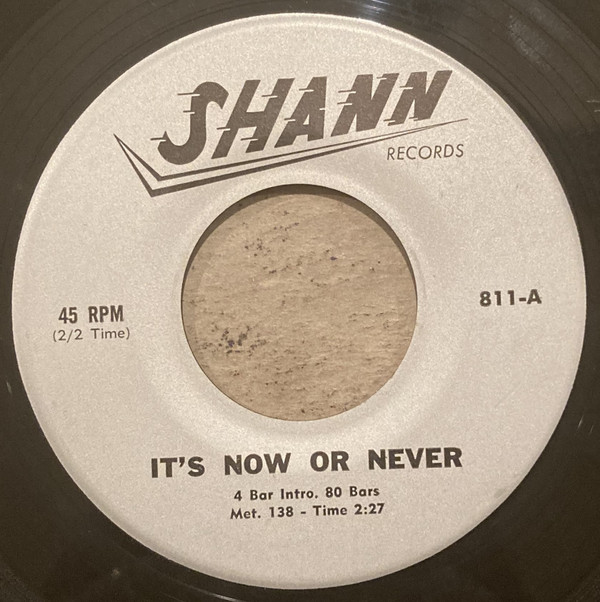 SHANN
RECORDS
811-A
45 RPM
(2/2 Time)
IT'S NOW OR NEVER
4 Bar Intro. 80 Bars
Met. 138 - Time 2:27